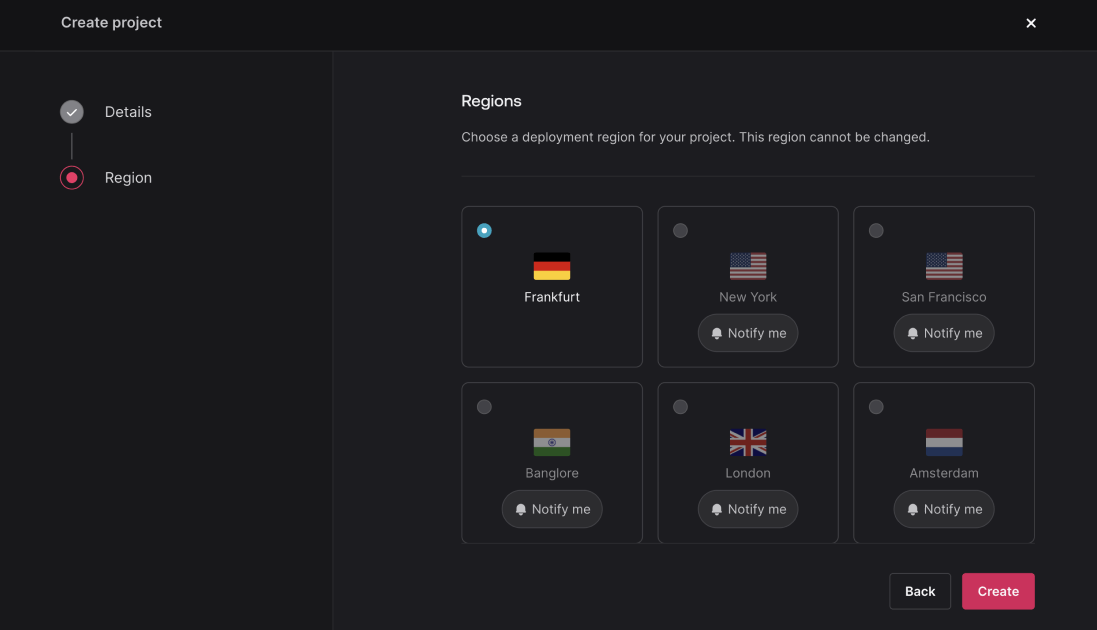 Create project
Details
Region
Regions
Choose a deployment region for your project. This region cannot be changed.
Frankfurt
New York
Notify me
San Francisco
Notify me
Banglore
Notify me
London
Notify me
Amsterdam
Notify me
Back
Create